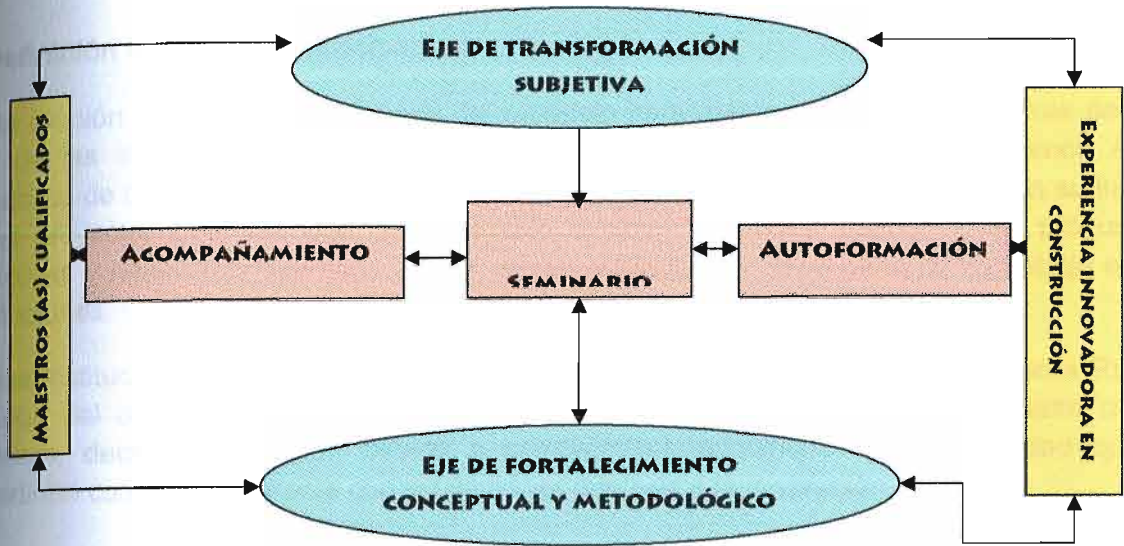 EJE DE TRANSFORMACIÓN
SUBJETIVA
MAESTROS (AS) CUALIFICADOS
ACOMPAÑAMIENTO
SEMINARIO
AUTOFORMACIÓN
EXPERIENCIA INNOVADORA EN
CONSTRUCCIÓN
EJE DE FORTALECIMIENTO
CONCEPTUAL Y METODOLÓGICO